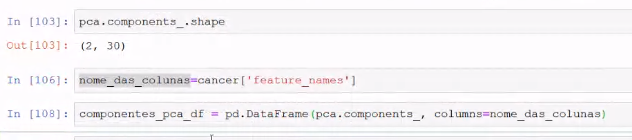 In [103]: pca.components_.shape
Out[103]: (2, 30)
In [106]: nome_das_colunas=cancer['feature_names']
In [108]: componentes_pca_df = pd.DataFrame(pca.components_, columns=nome_das_colunas)